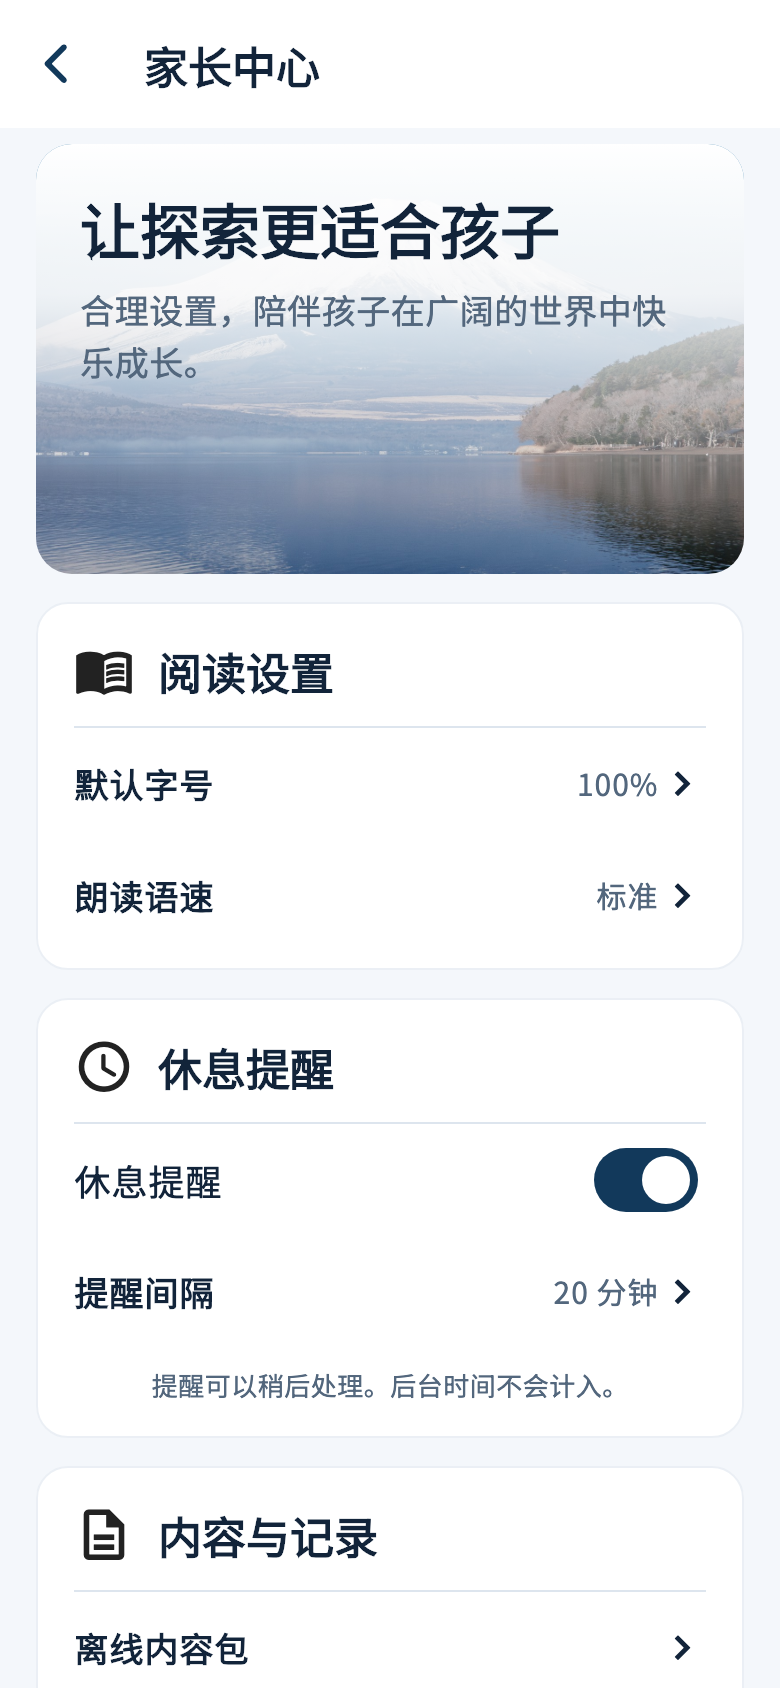 家长中心
让探索更适合孩子
合理设置，陪伴孩子在广阔的世界中快
乐成长。
阅读设置
默认字号 100%
朗读语速 标准
休息提醒
休息提醒
提醒间隔 20 分钟
提醒可以稍后处理。后台时间不会计入。
内容与记录
离线内容包